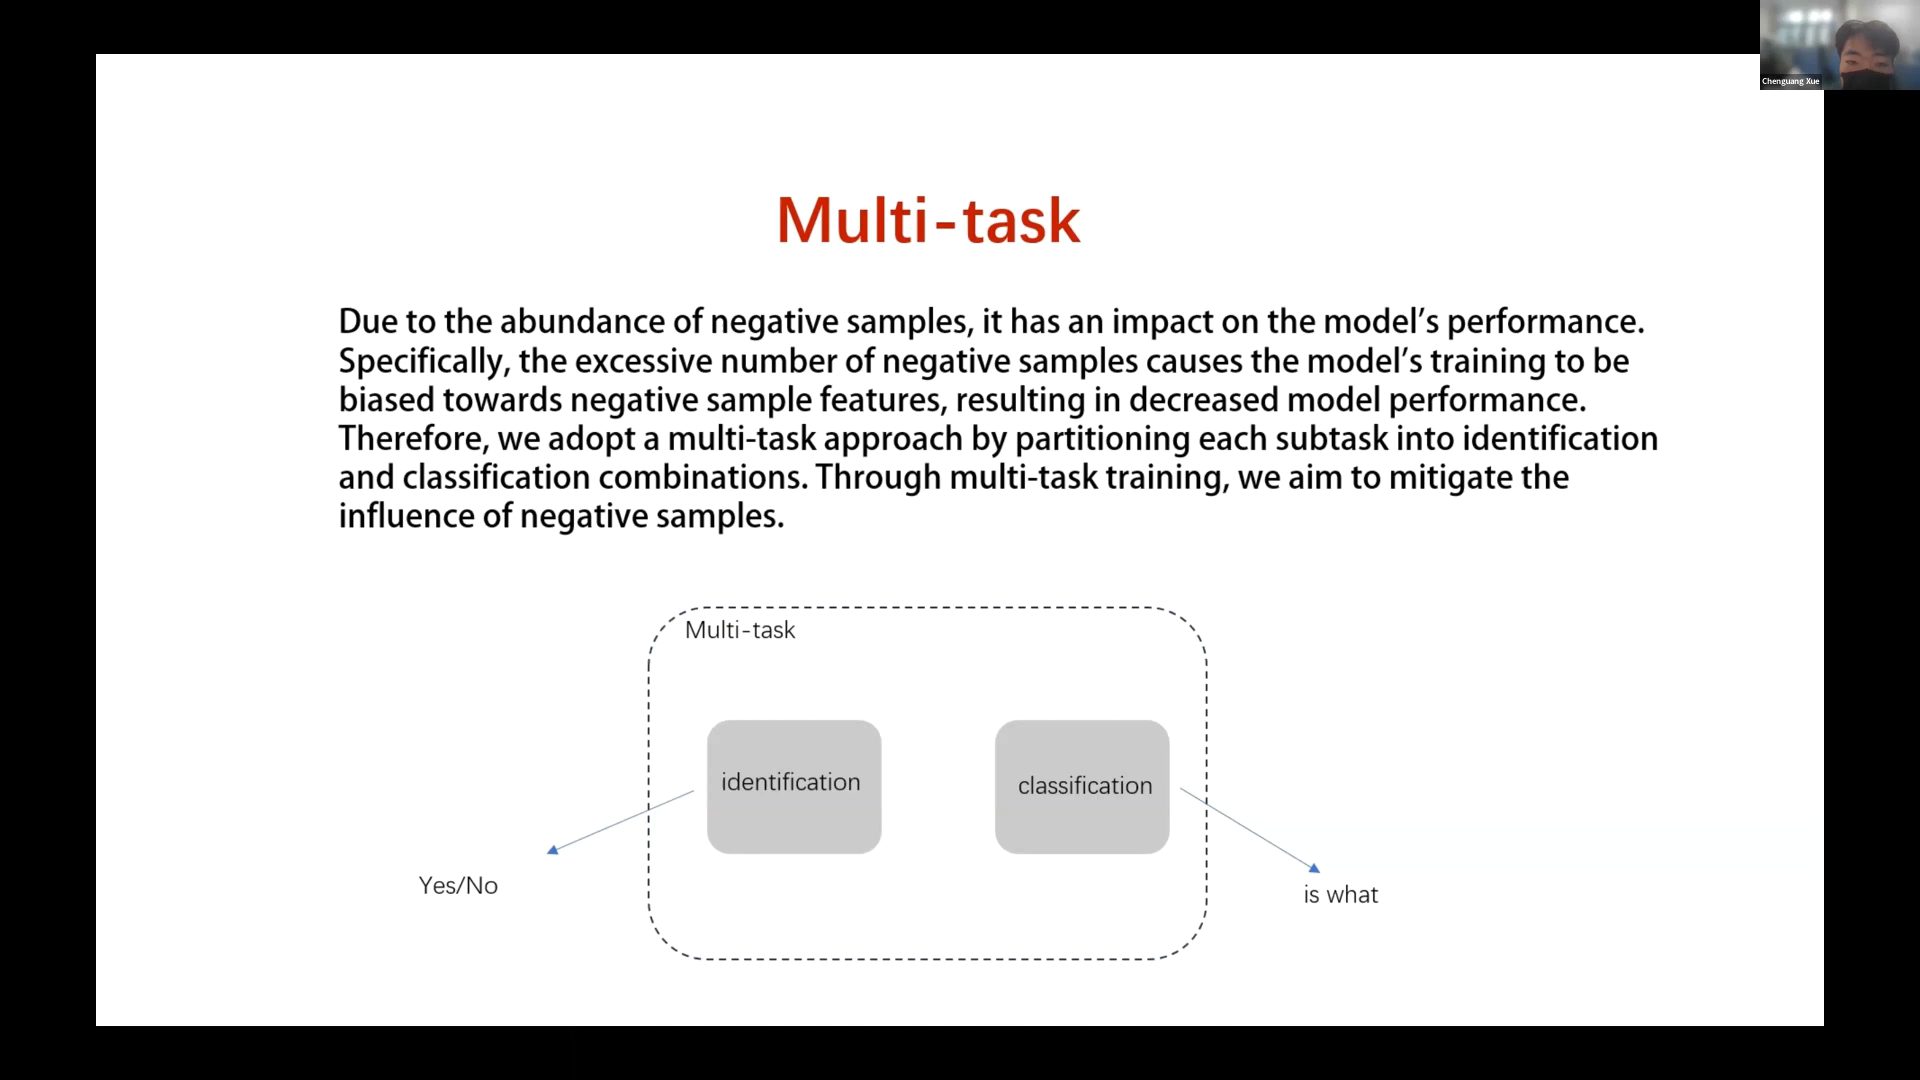 Chenguang Xue
Multi-task
Due to the abundance of negative samples, it has an impact on the model’s performance.
Specifically, the excessive number of negative samples causes the model’s training to be
biased towards negative sample features, resulting in decreased model performance.
Therefore, we adopt a multi-task approach by partitioning each subtask into identification
and classification combinations. Through multi-task training, we aim to mitigate the
influence of negative samples.
Multi-task
identification
classification
Yes/No
is what